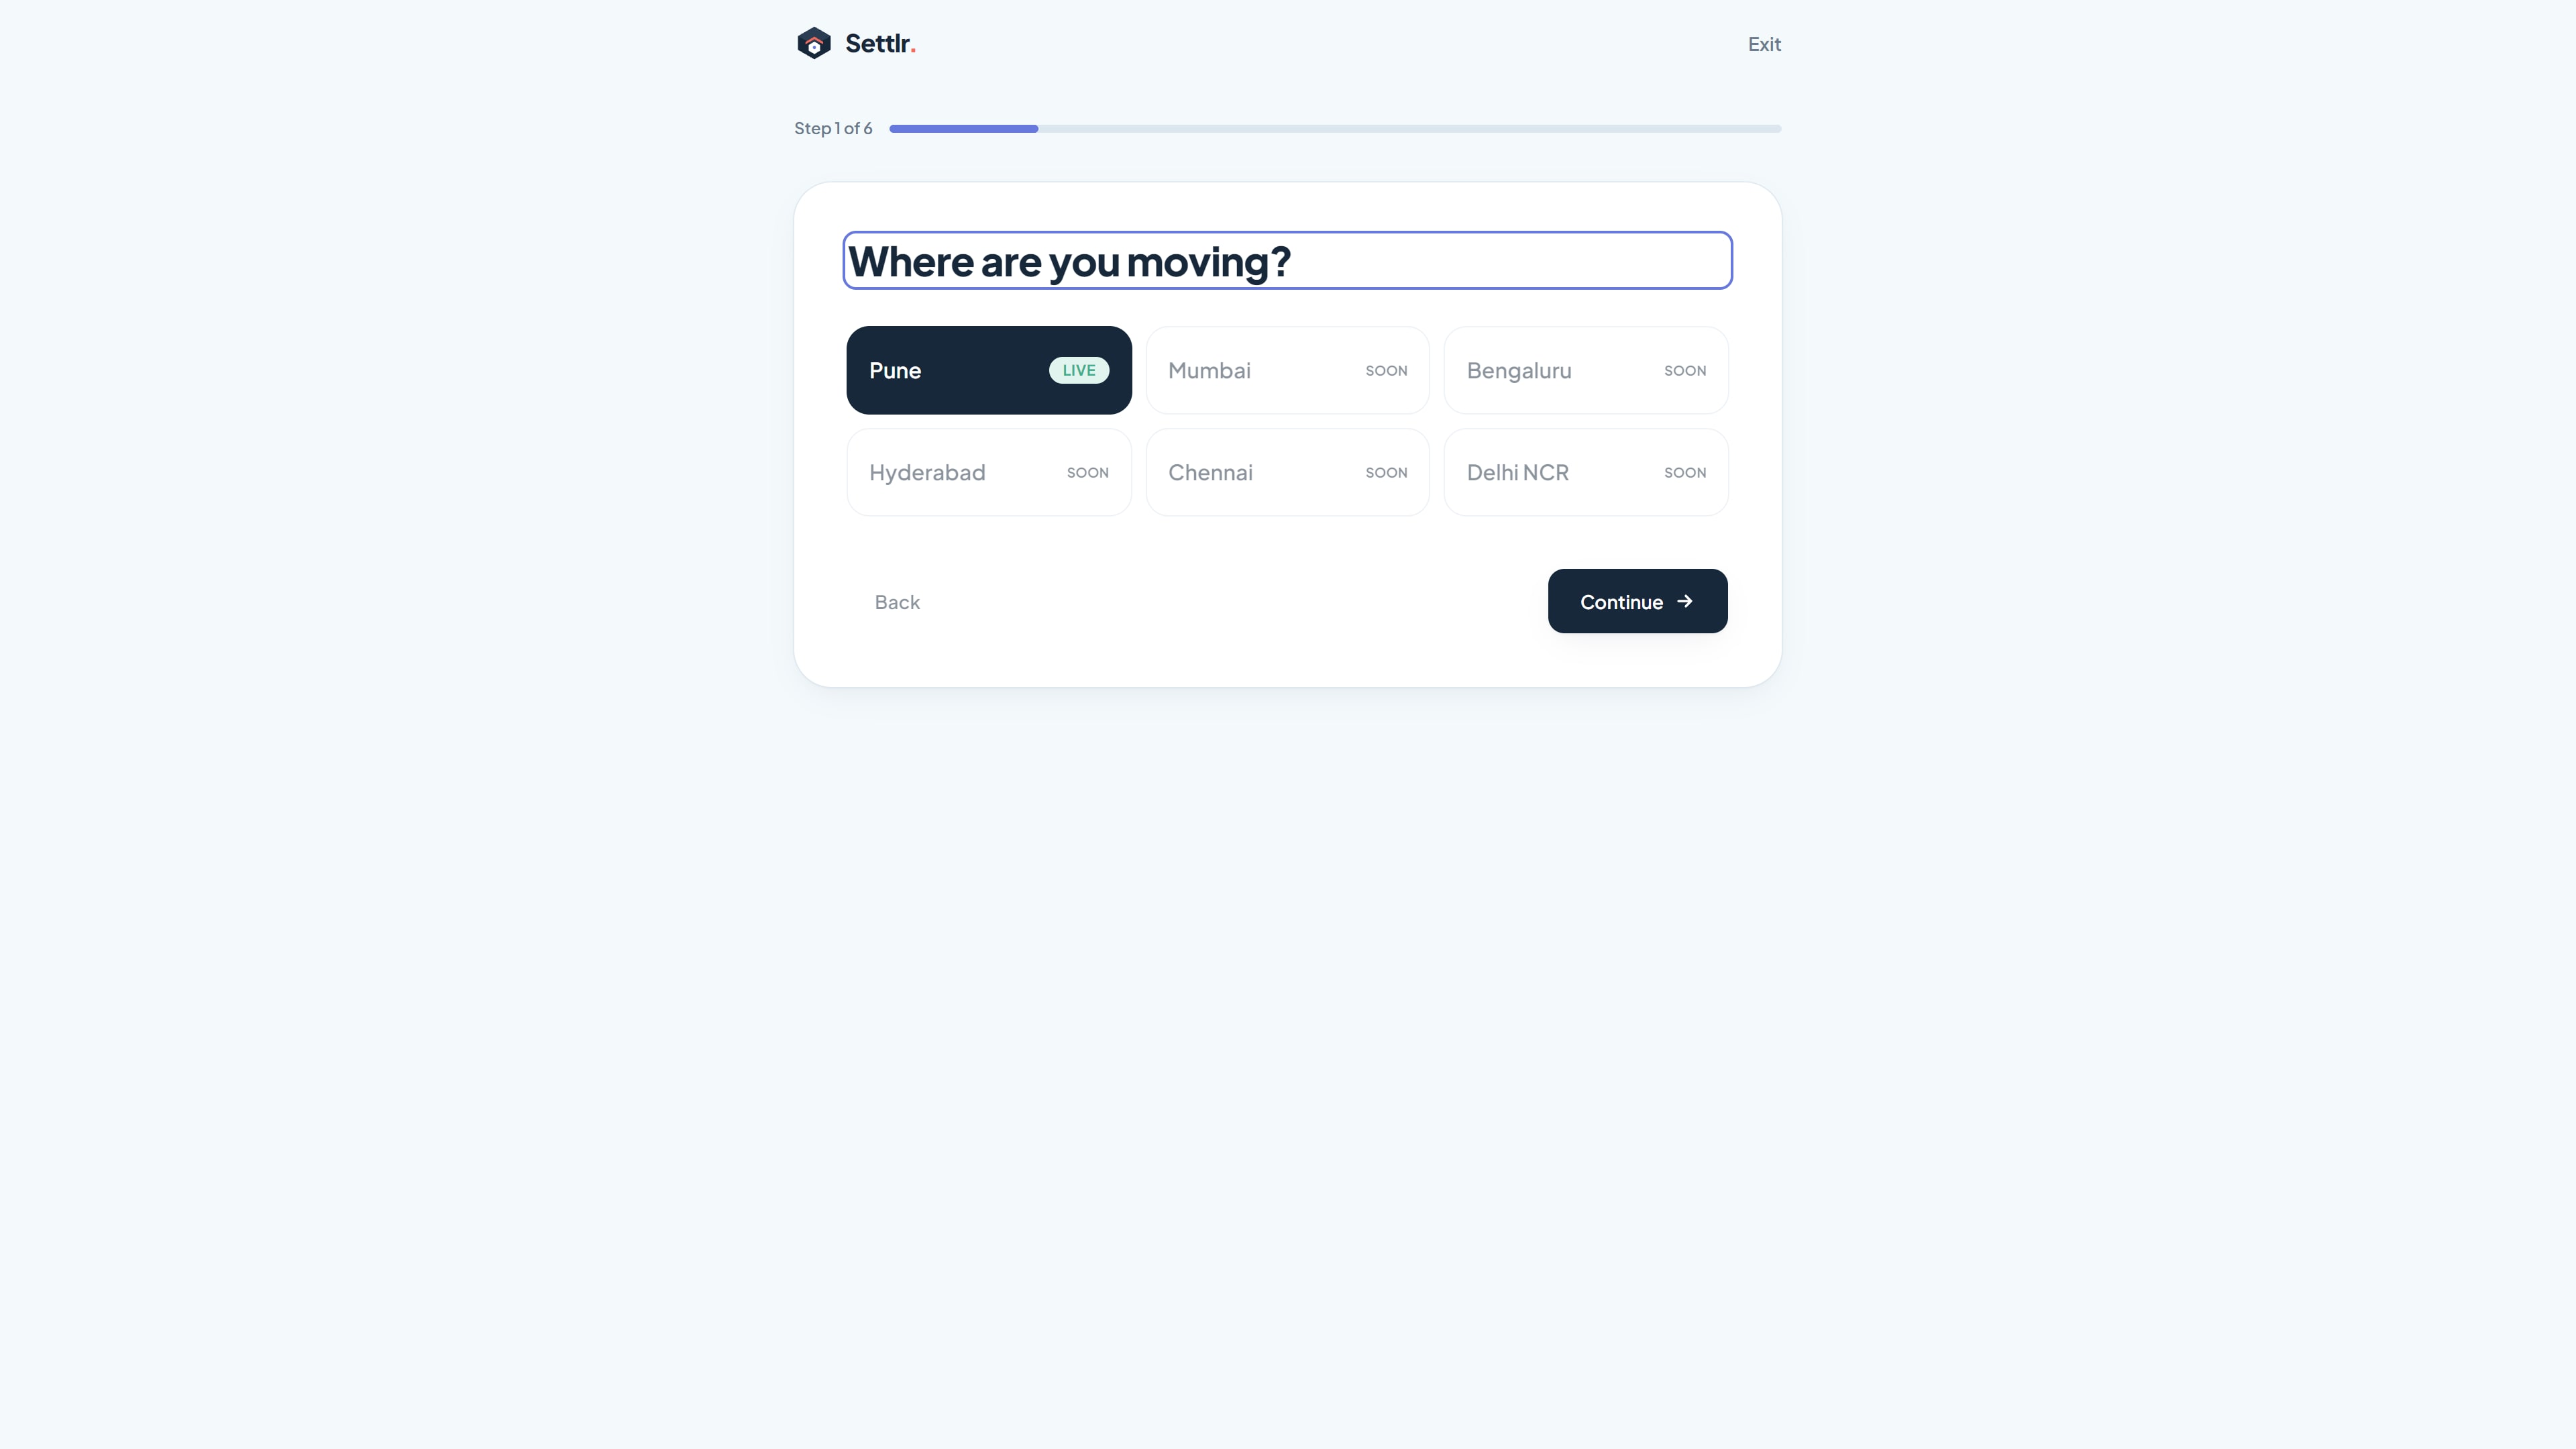 Settlr.
Exit
Step 1 of 6
Where are you moving?
Pune LIVE
Mumbai SOON
Bengaluru SOON
Hyderabad SOON
Chennai SOON
Delhi NCR SOON
Back
Continue →